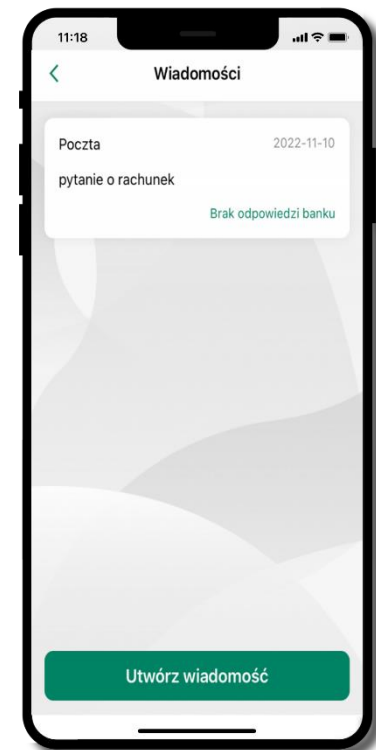 11:18
Wiadomości
Poczta 2022-11-10
pytanie o rachunek
Brak odpowiedzi banku
Utwórz wiadomość